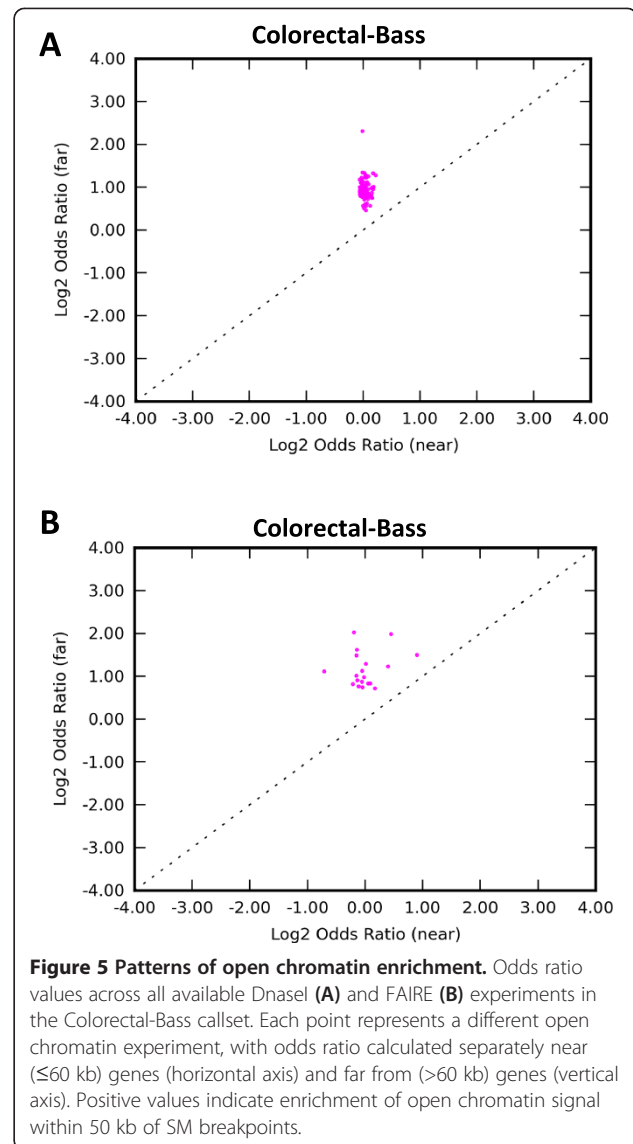 A
Colorectal-Bass
4.00
3.00
2.00
1.00
0.00
-1.00
-2.00
-3.00
-4.00
Log2 Odds Ratio (far)
-4.00 -3.00 -2.00 -1.00 0.00 1.00 2.00 3.00 4.00
Log2 Odds Ratio (near)
B
Colorectal-Bass
4.00
3.00
2.00
1.00
0.00
-1.00
-2.00
-3.00
-4.00
Log2 Odds Ratio (far)
-4.00 -3.00 -2.00 -1.00 0.00 1.00 2.00 3.00 4.00
Log2 Odds Ratio (near)
Figure 5 Patterns of open chromatin enrichment. Odds ratio
values across all available DnaseI (A) and FAIRE (B) experiments in
the Colorectal-Bass callset. Each point represents a different open
chromatin experiment, with odds ratio calculated separately near
(≤60 kb) genes (horizontal axis) and far from (>60 kb) genes (vertical
axis). Positive values indicate enrichment of open chromatin signal
within 50 kb of SM breakpoints.